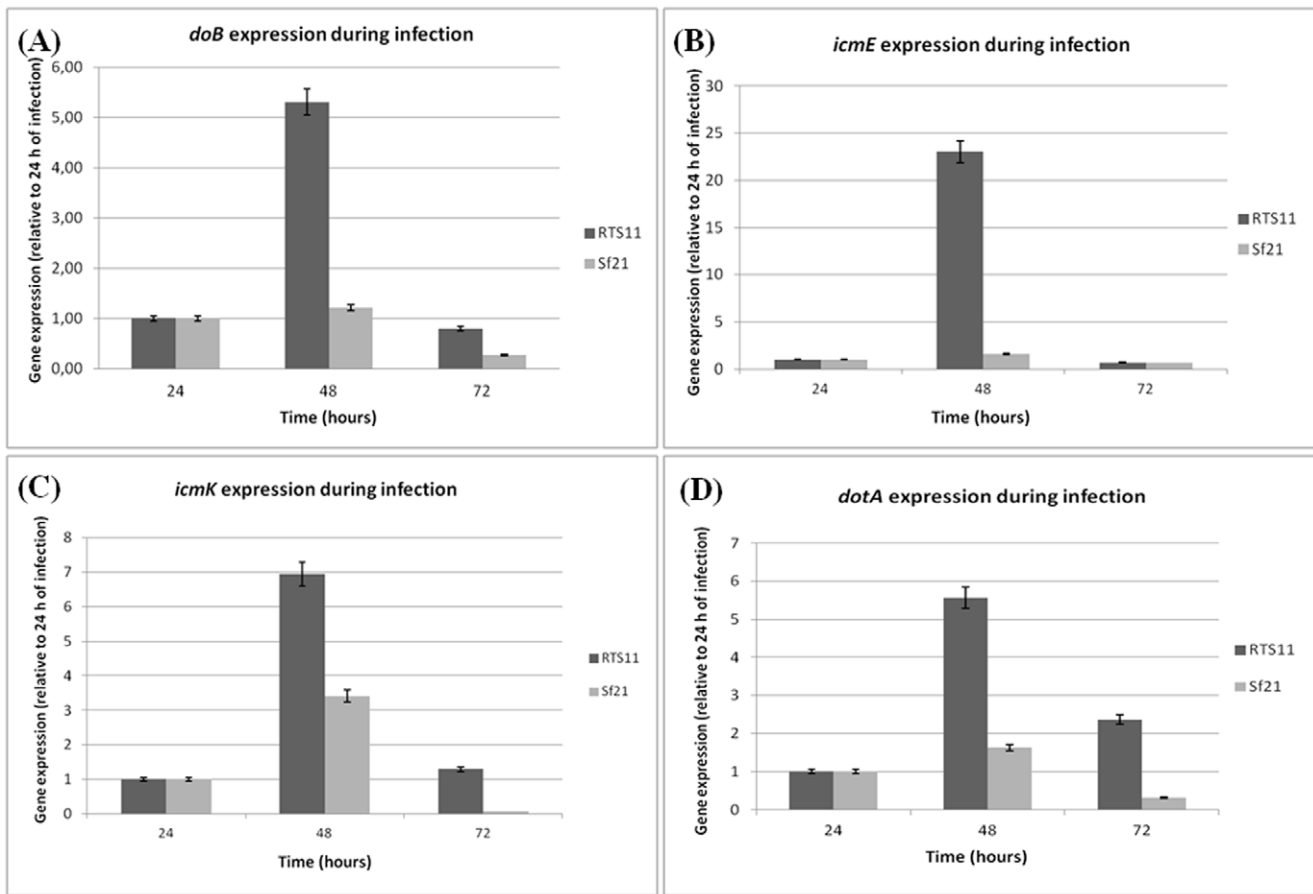 (A)
doB expression during infection
Gene expression (relative to 24 h of infection)
6,00
5,00
4,00
3,00
2,00
1,00
0,00
24
48
72
Time (hours)
RTS11
Sf21
(B)
icmE expression during infection
Gene expression (relative to 24 h of infection)
30
25
20
15
10
5
0
24
48
72
Time (hours)
RTS11
Sf21
(C)
icmK expression during infection
Gene expression (relative to 24 h of infection)
8
7
6
5
4
3
2
1
0
24
48
72
Time (hours)
RTS11
Sf21
(D)
dotA expression during infection
Gene expression (relative to 24 h of infection)
7
6
5
4
3
2
1
0
24
48
72
Time (hours)
RTS11
Sf21